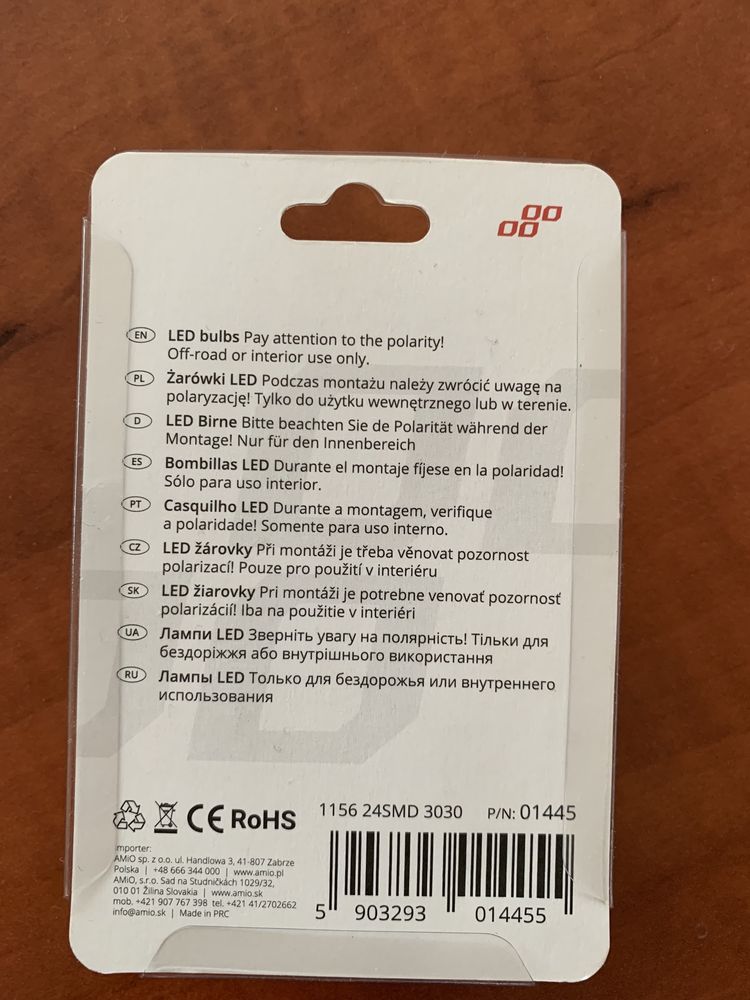 EN LED bulbs Pay attention to the polarity!
Off-road or interior use only.
PL Żarówki LED Podczas montażu należy zwrócić uwagę na
polaryzację! Tylko do użytku wewnętrznego lub w terenie.
D LED Birne Bitte beachten Sie de Polarität während der
Montage! Nur für den Innenbereich
ES Bombillas LED Durante el montaje fíjese en la polaridad!
Sólo para uso interior.
PT Casquilho LED Durante a montagem, verifique
a polaridade! Somente para uso interno.
CZ LED žárovky Při montáži je třeba věnovat pozornost
polarizací! Pouze pro použití v interiéru
SK LED žiarovky Pri montáži je potrebne venovať pozornosť
polarizácií! Iba na použitie v interiéri
UA Лампи LED Зверніть увагу на полярність! Тільки для
бездоріжжя або внутрішнього використання
RU Лампы LED Только для бездорожья или внутреннего
использования
CE RoHS 1156 24SMD 3030 P/N: 01445
importer:
AMiO sp. z o.o. ul. Handlowa 3, 41-807 Zabrze
Polska | +48 666 344 000 | www.amio.pl
AMiO, s.r.o. Sad na Studničkách 1029/32,
010 01 Žilina Slovakia | www.amio.sk
mob. +421 907 767 398 tel. +421 41/2702662
info@amio.sk | Made in PRC
5 903293 014455